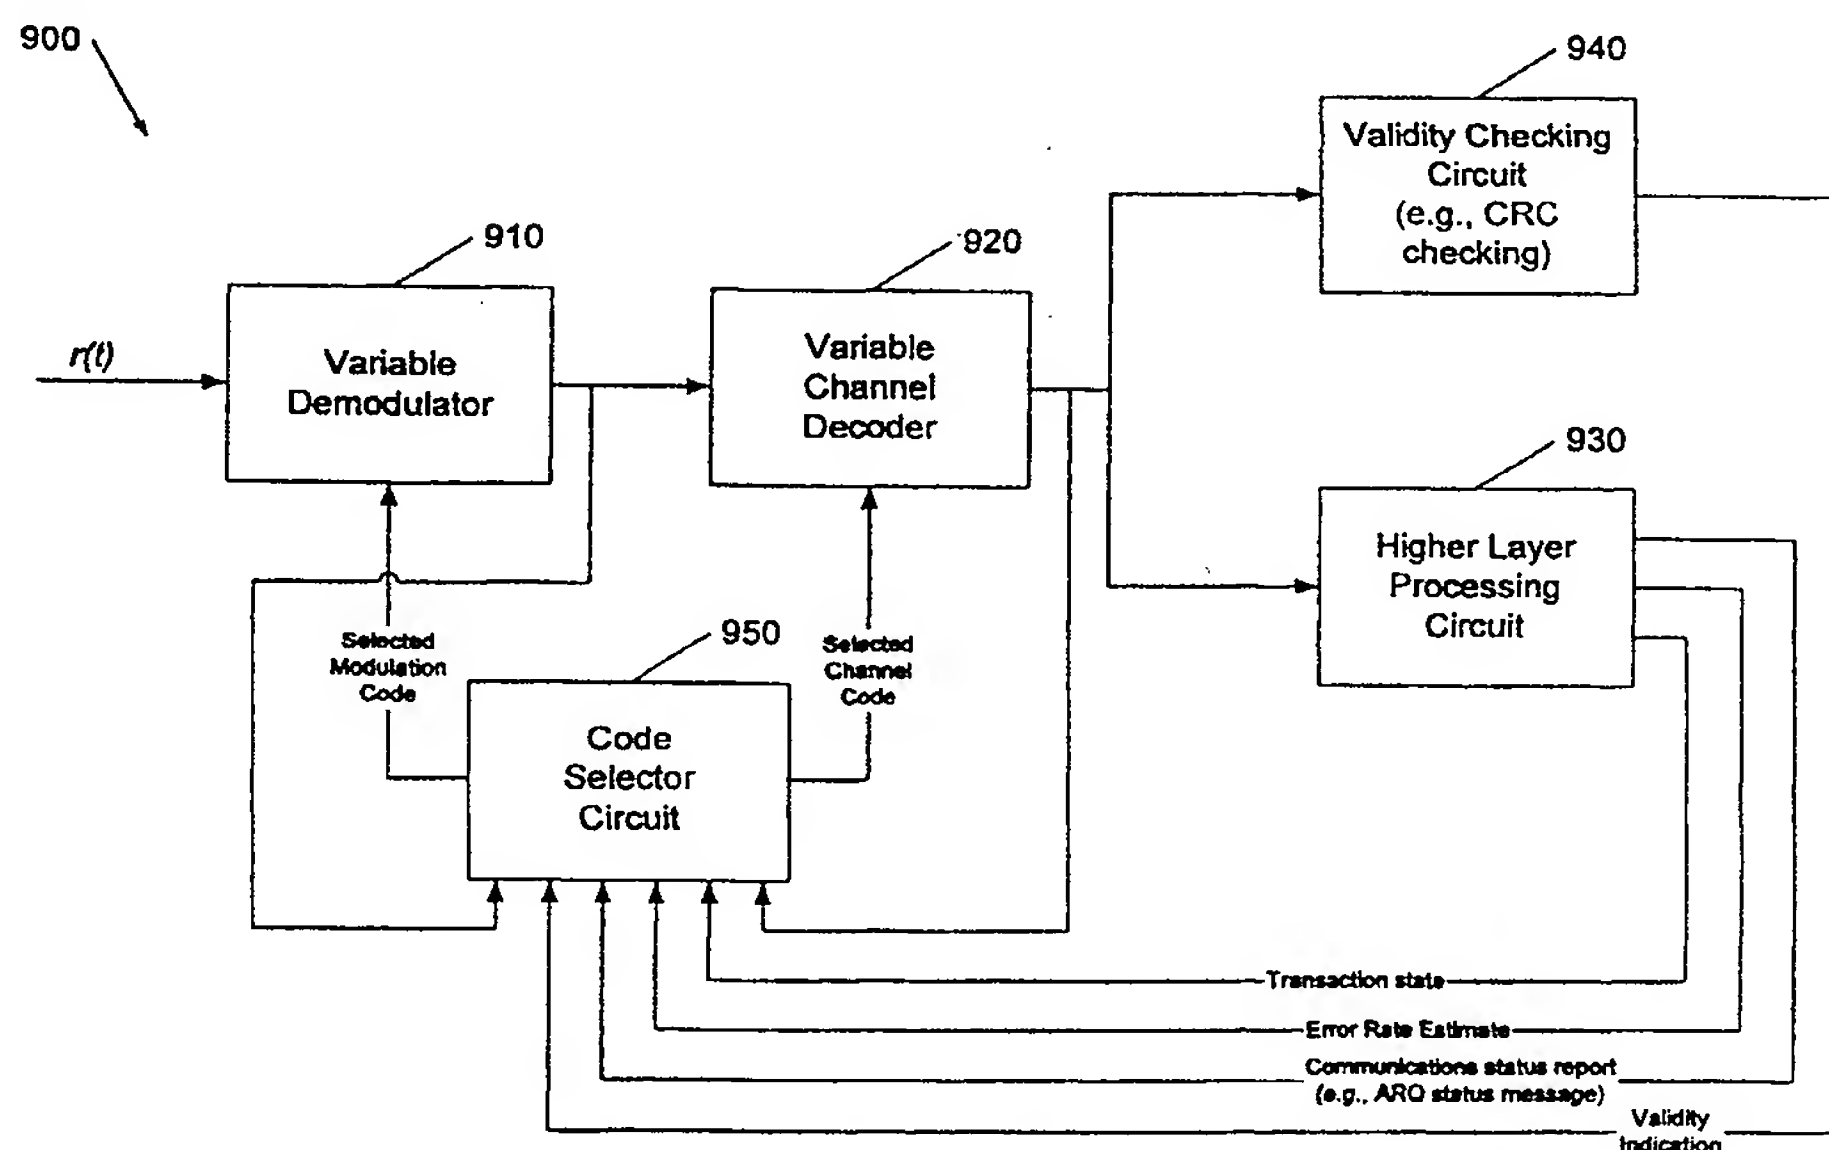 900
940
Validity Checking
Circuit
(e.g., CRC
checking)
910
920
r(t)
Variable
Demodulator
Variable
Channel
Decoder
930
Higher Layer
Processing
Circuit
Selected
Modulation
Code
950
Selected
Channel
Code
Code
Selector
Circuit
Transaction state
Error Rate Estimate
Communications status report
(e.g., ARQ status message)
Validity
Indication